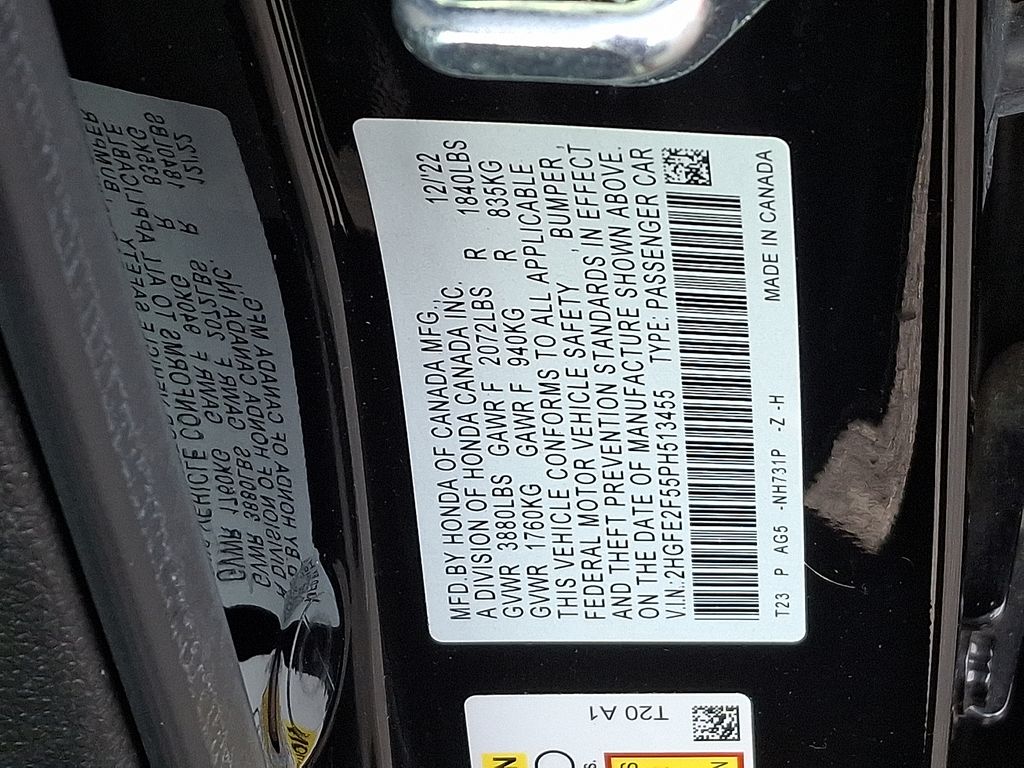 MFD.BY HONDA OF CANADA MFG., 12/'22
A DIVISION OF HONDA CANADA INC.
GVWR 3880LBS GAWR F 2072LBS R 1840LBS
GVWR 1760KG GAWR F 940KG R 835KG
THIS VEHICLE CONFORMS TO ALL APPLICABLE
FEDERAL MOTOR VEHICLE SAFETY , BUMPER,
AND THEFT PREVENTION STANDARDS IN EFFECT
ON THE DATE OF MANUFACTURE SHOWN ABOVE.
V.I.N.:2HGFE2F55PH513455 TYPE: PASSENGER CAR
T23 P AG5 -NH731P -Z -H MADE IN CANADA
T20 A1